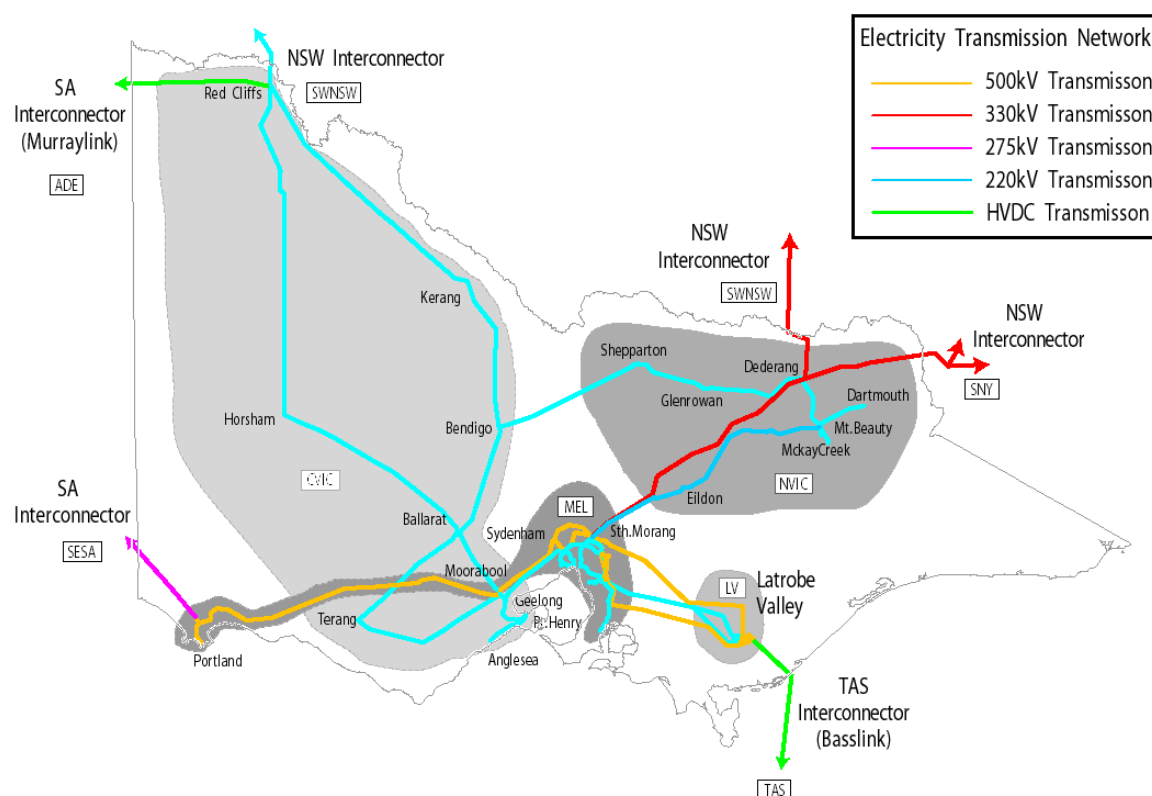 Electricity Transmission Network
500kV Transmisson
330kV Transmisson
275kV Transmisson
220kV Transmisson
HVDC Transmisson
NSW Interconnector
SWNSW
SA
Interconnector
(Murraylink)
ADE
Red Cliffs
NSW
Interconnector
SWNSW
NSW
Interconnector
SNY
Kerang
Shepparton
Dederang
Glenrowan
Dartmouth
Mt.Beauty
MckayCreek
Horsham
Bendigo
CVIC
NVIC
Eildon
SA
Interconnector
SESA
Ballarat
MEL
Sydenham
Sth.Morang
Moorabool
Geelong
Pt.Henry
LV
Latrobe
Valley
Terang
Anglesea
Portland
TAS
Interconnector
(Basslink)
TAS